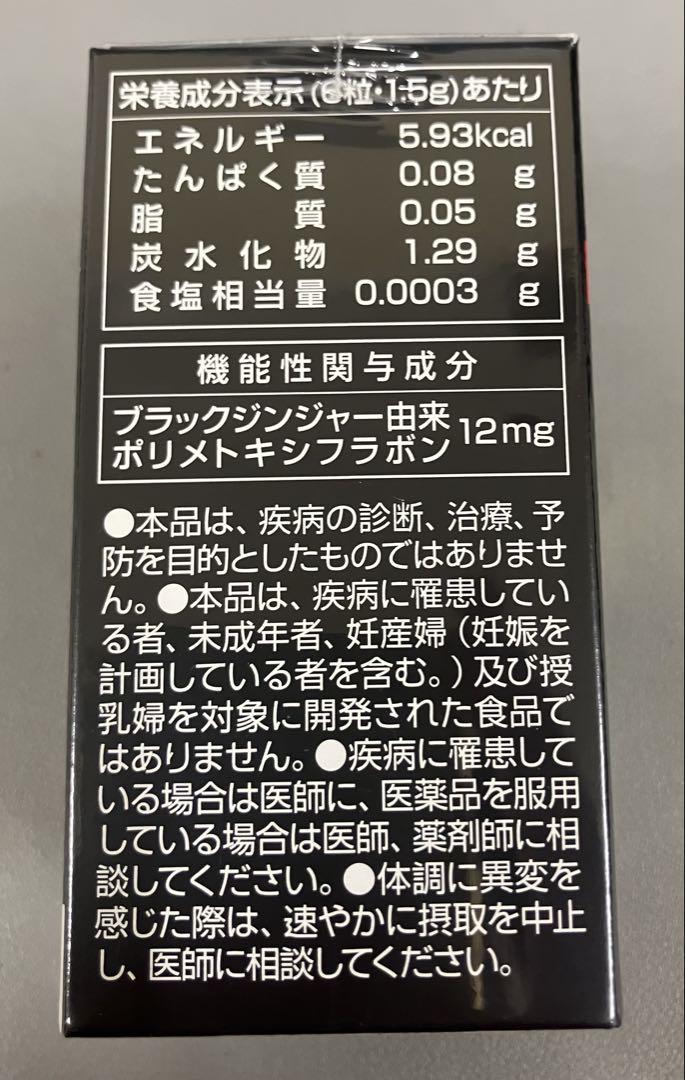 栄養成分表示(6粒・1.5g)あたり
エネルギー 5.93kcal
たんぱく質 0.08 g
脂質 0.05 g
炭水化物 1.29 g
食塩相当量 0.0003 g
機能性関与成分
ブラックジンジャー由来
ポリメトキシフラボン 12mg
●本品は、疾病の診断、治療、予
防を目的としたものではありませ
ん。●本品は、疾病に罹患してい
る者、未成年者、妊産婦(妊娠を
計画している者を含む。)及び授
乳婦を対象に開発された食品で
はありません。●疾病に罹患して
いる場合は医師に、医薬品を服用
している場合は医師、薬剤師に相
談してください。●体調に異変を
感じた際は、速やかに摂取を中止
し、医師に相談してください。